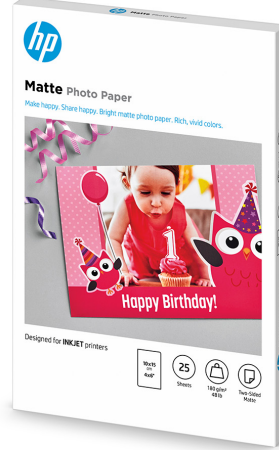 hp
Matte Photo Paper
Make happy. Share happy. Bright matte photo paper. Rich, vivid colors.
1
Happy Birthday!
Designed for INKJET printers
10x15
cm
4x6"
25
Sheets
180 g/m²
48 lb
Two-Sided
Matte